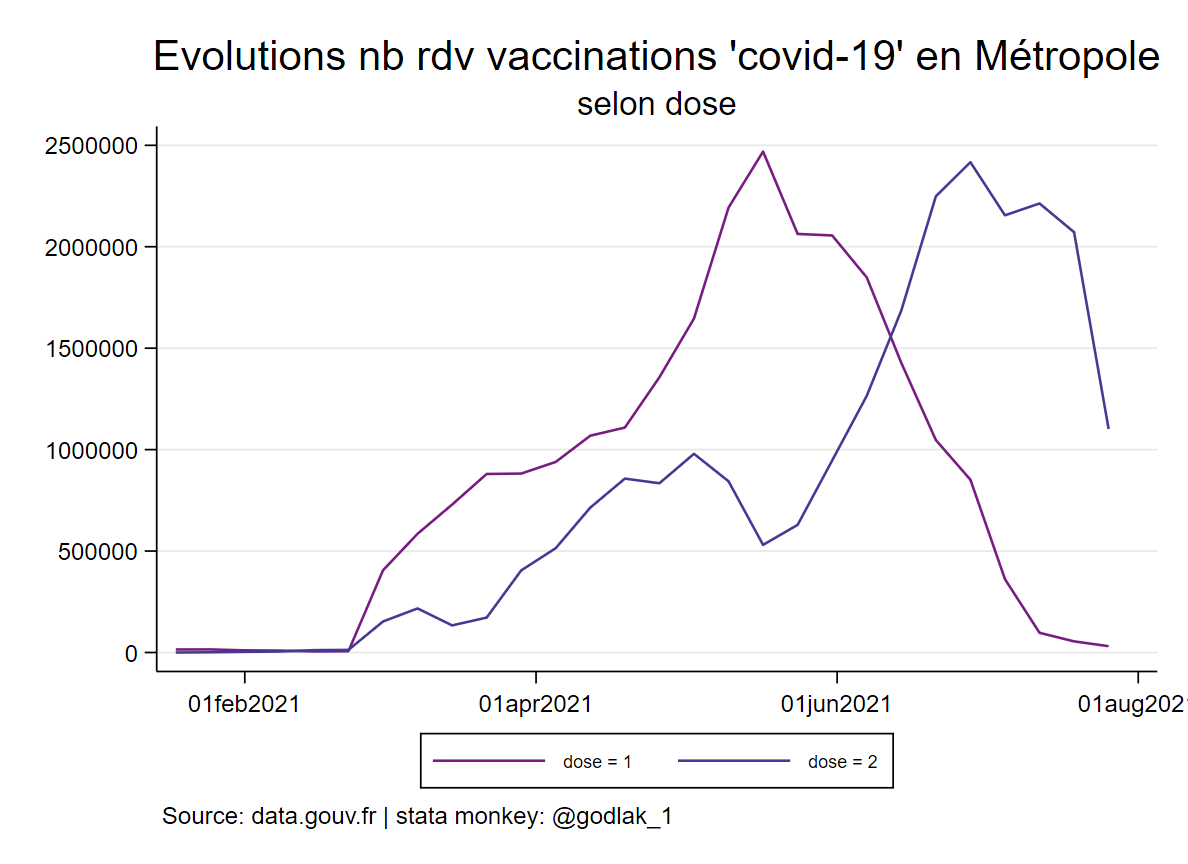 Evolutions nb rdv vaccinations 'covid-19' en Métropole
selon dose
2500000
2000000
1500000
1000000
500000
0
01feb2021 01apr2021 01jun2021 01aug202
dose = 1 dose = 2
Source: data.gouv.fr | stata monkey: @godlak_1